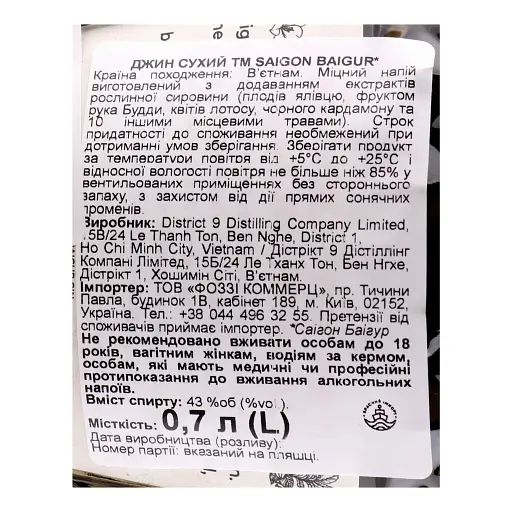 ДЖИН СУХИЙ ТМ SAIGON BAIGUR*
Країна походження: В'єтнам. Міцний напій
виготовлений з додаванням екстрактів
рослинної сировини (плодів ялівцю, фруктом
рука Будди, квітів лотосу, чорного кардамону та
10 іншими місцевими травами). Строк
придатності до споживання необмежений при
дотриманні умов зберігання. Зберігати продукт
за температури повітря від +5°C до +25°C і
відносної вологості повітря не більше ніж 85% у
вентильованих приміщеннях без стороннього
запаху, з захистом від дії прямих сонячних
променів.
Виробник: District 9 Distilling Company Limited,
15B/24 Le Thanh Ton, Ben Nghe, District 1,
Ho Chi Minh City, Vietnam / Дістрікт 9 Дістіллінг
Компані Лімітед, 15Б/24 Ле Тханх Тон, Бен Нгхе,
Дістрікт 1, Хошимін Сіті, В'єтнам.
Імпортер: ТОВ «ФОЗЗІ КОММЕРЦ», пр. Тичини
Павла, будинок 1В, кабінет 189, м. Київ, 02152,
Україна. Тел.: +38 044 496 32 55. Претензії від
споживачів приймає імпортер. *Саігон Баігур
Не рекомендовано вживати особам до 18
років, вагітним жінкам, водіям за кермом,
особам, які мають медичні чи професійні
протипоказання до вживання алкогольних
напоїв.
Вміст спирту: 43 %об (%vol.).
Місткість: 0,7 л (L)
Дата виробництва (розливу):
Номер партії: вказаний на пляшці.